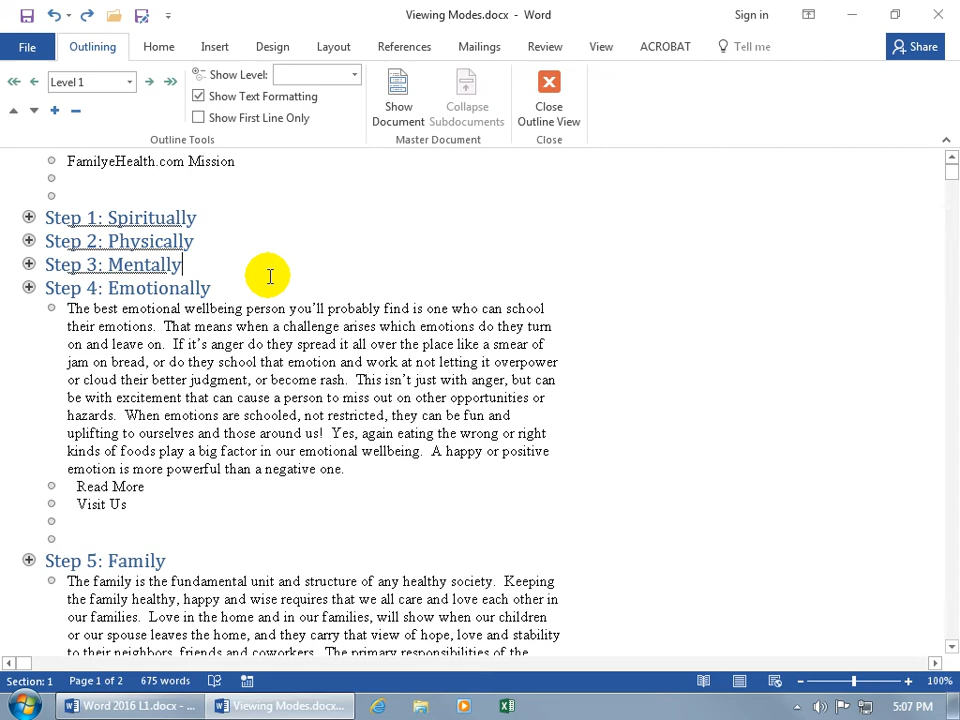 Viewing Modes.docx - Word
Sign in
File
Outlining
Home
Insert
Design
Layout
References
Mailings
Review
View
ACROBAT
Tell me
Share
Level 1
Show Level:
Show Text Formatting
Show First Line Only
Outline Tools
Show Document
Collapse Subdocuments
Master Document
Close Outline View
Close
FamilyeHealth.com Mission
Step 1: Spiritually
Step 2: Physically
Step 3: Mentally
Step 4: Emotionally
The best emotional wellbeing person you'll probably find is one who can school
their emotions.  That means when a challenge arises which emotions do they turn
on and leave on.  If it's anger do they spread it all over the place like a smear of
jam on bread, or do they school that emotion and work at not letting it overpower
or cloud their better judgment, or become rash.  This isn't just with anger, but can
be with excitement that can cause a person to miss out on other opportunities or
hazards.  When emotions are schooled, not restricted, they can be fun and
uplifting to ourselves and those around us!  Yes, again eating the wrong or right
kinds of foods play a big factor in our emotional wellbeing.  A happy or positive
emotion is more powerful than a negative one.
Read More
Visit Us
Step 5: Family
The family is the fundamental unit and structure of any healthy society.  Keeping
the family healthy, happy and wise requires that we all care and love each other in
our families.  Love in the home and in our families, will show when our children
or our spouse leaves the home, and they carry that view of hope, love and stability
to their neighbors, friends and coworkers.  The primary responsibilities of the
Section: 1
Page 1 of 2
675 words
100%
Word 2016 L1.docx - ...
Viewing Modes.docx...
5:07 PM